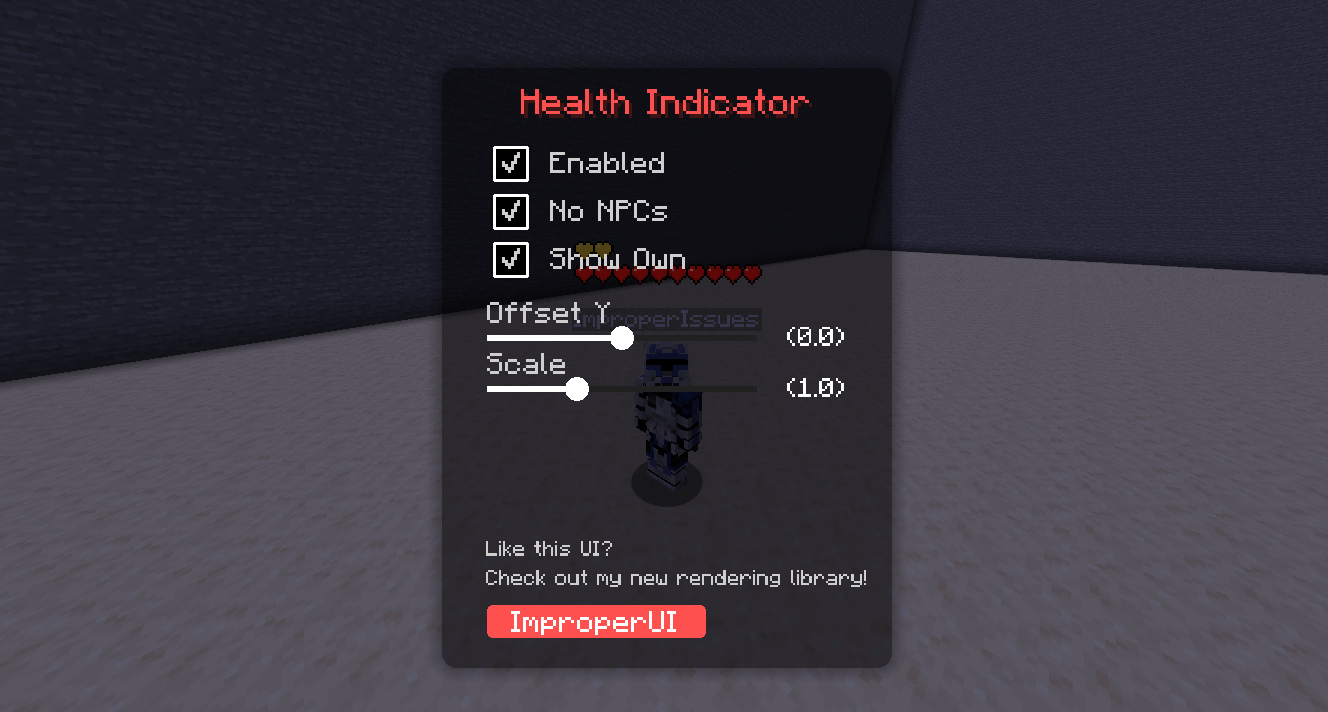 Health Indicator
Enabled
No NPCs
Show Own
Offset Y
ImproperIssues
(0.0)
Scale
(1.0)
Like this UI?
Check out my new rendering library!
ImproperUI